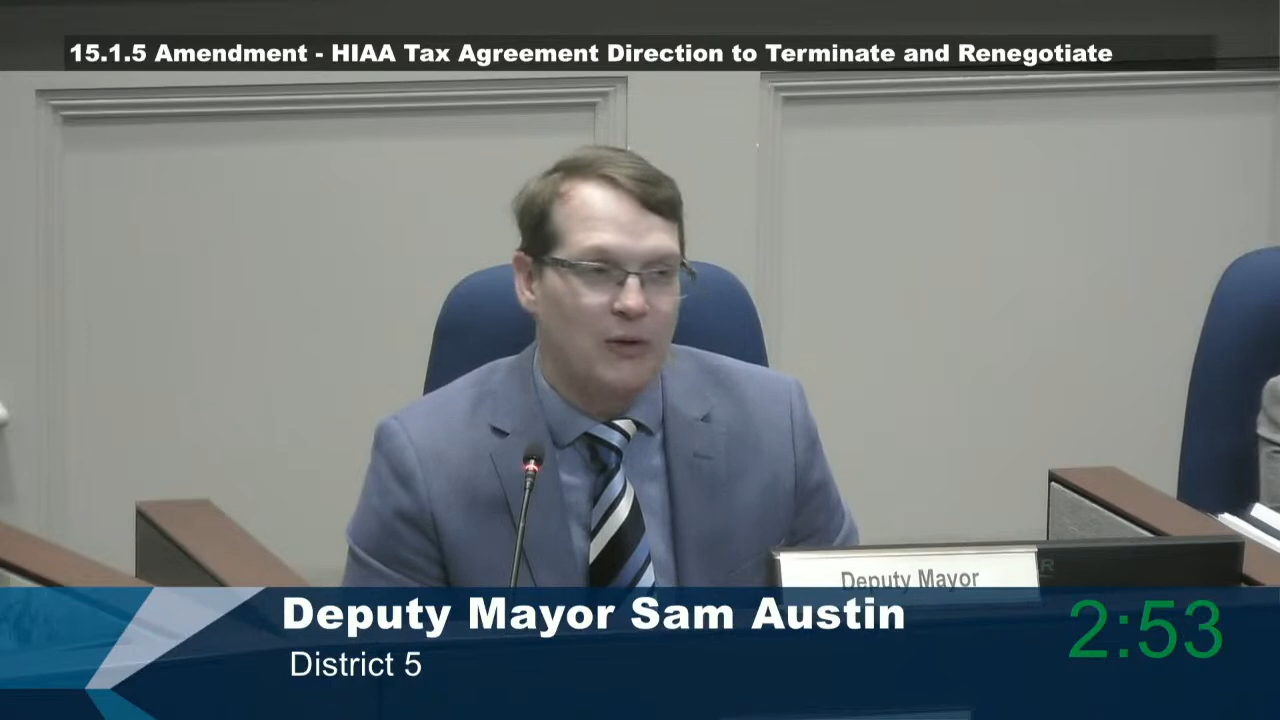 15.1.5 Amendment - HIAA Tax Agreement Direction to Terminate and Renegotiate
Deputy Mayor
Deputy Mayor Sam Austin
2:53
District 5